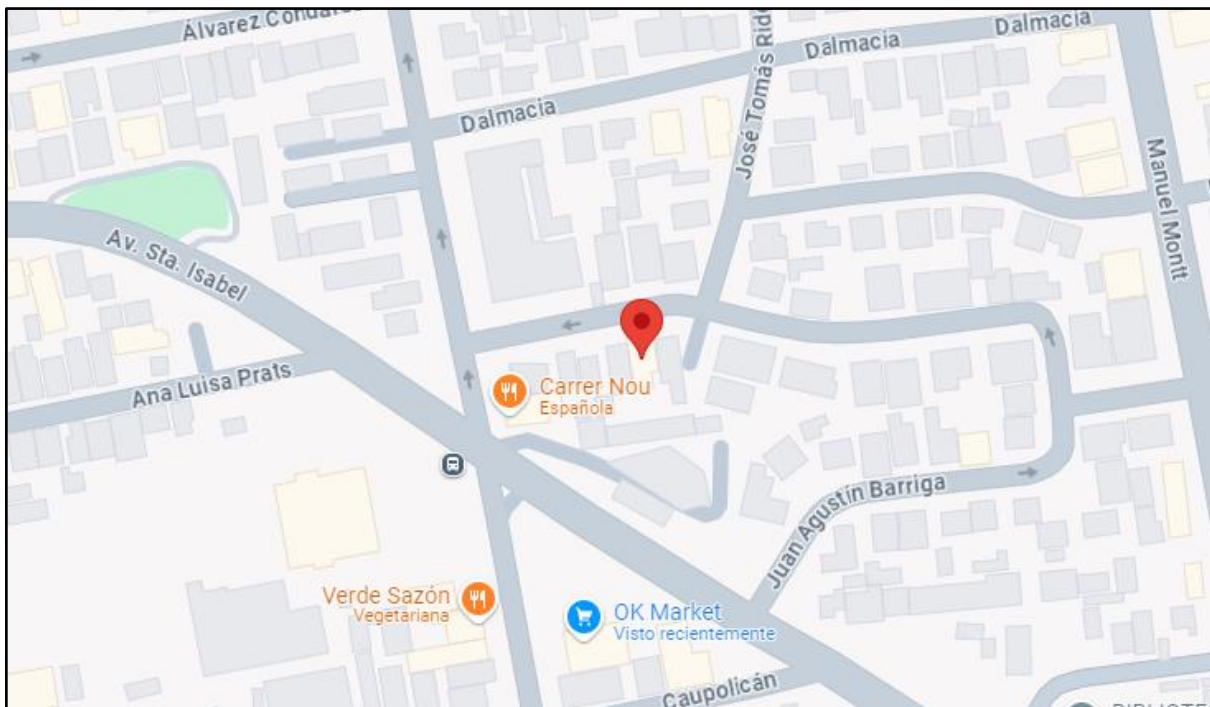 Álvarez Condarco
Dalmacia
Dalmacia
Dalmacia
José Tomás Ride
Manuel Montt
Av. Sta. Isabel
Ana Luisa Prats
Carrer Nou
Española
Juan Agustín Barriga
Verde Sazón
Vegetariana
OK Market
Visto recientemente
Caupolicán